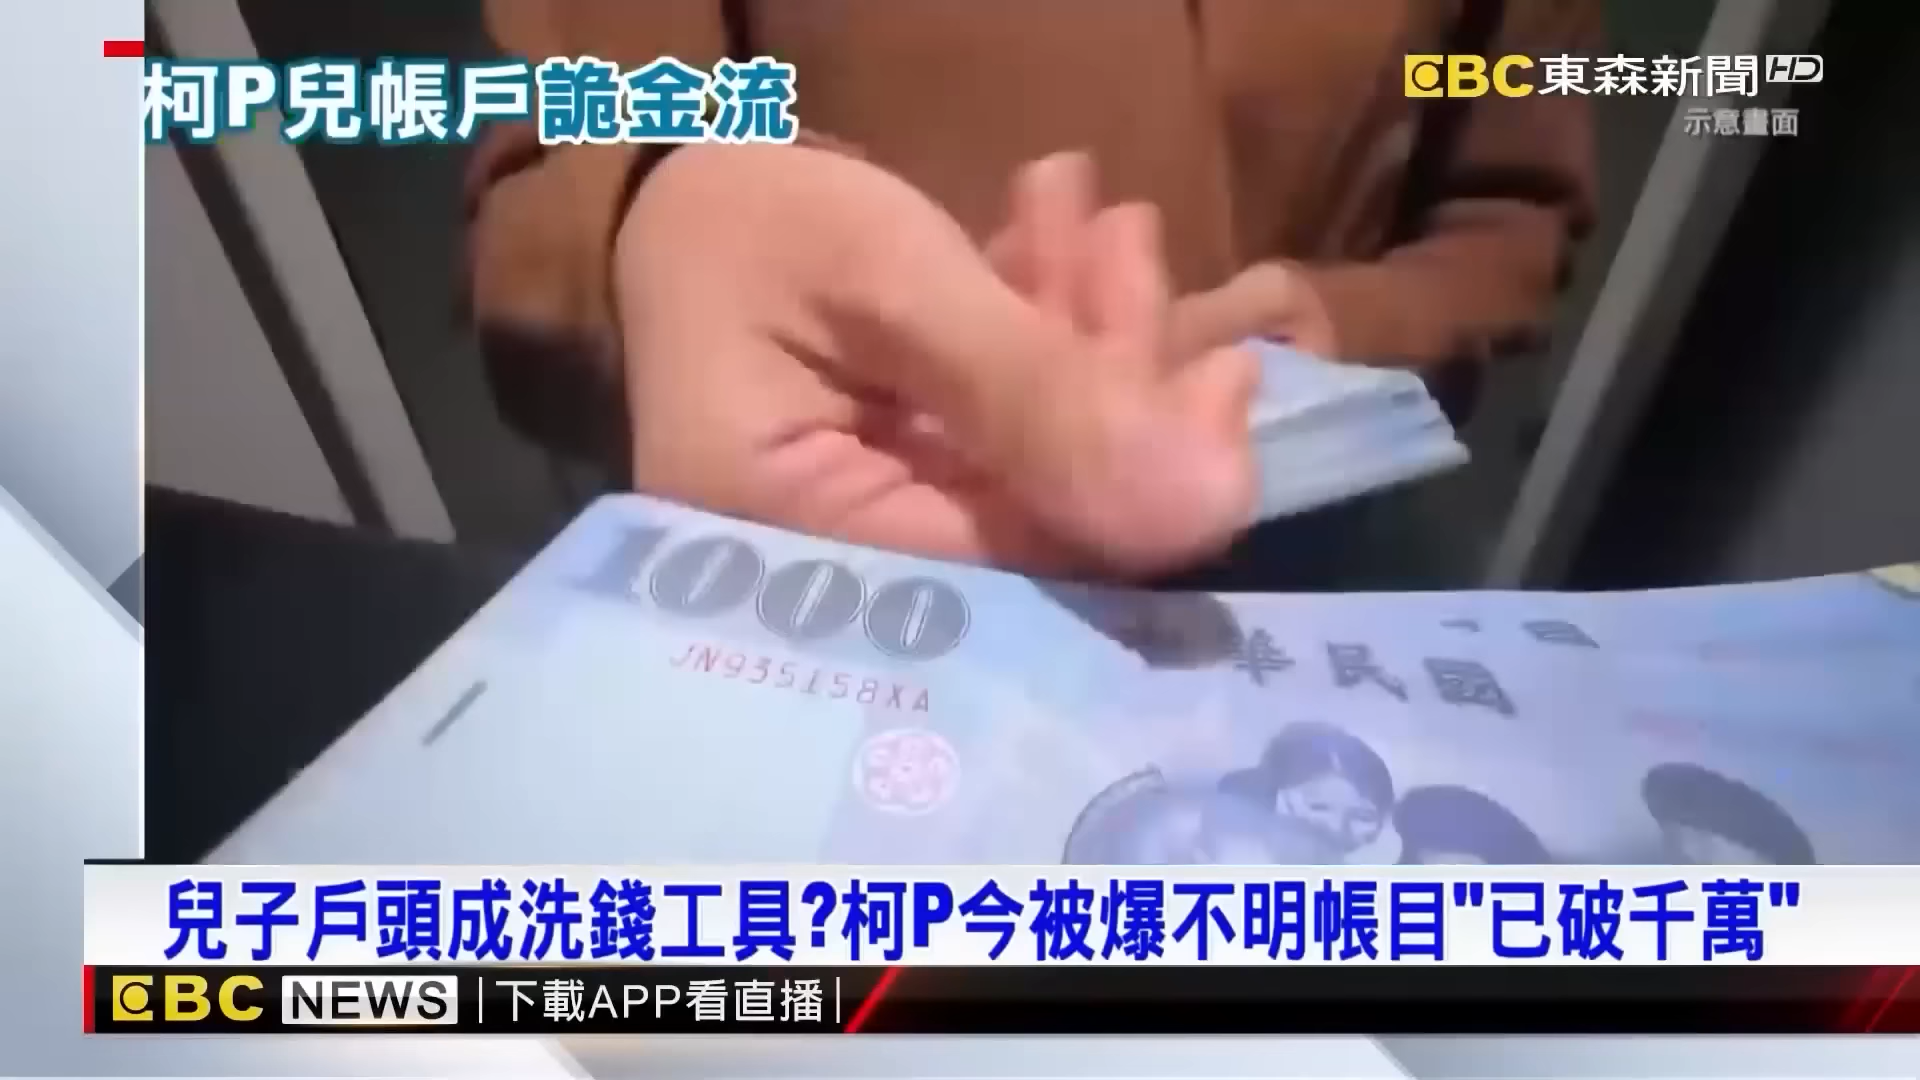 柯P兒帳戶詭金流
EBC東森新聞HD
示意畫面
1000
JN935158XA
中華民國
兒子戶頭成洗錢工具?柯P今被爆不明帳目"已破千萬"
EBC NEWS 下載APP看直播